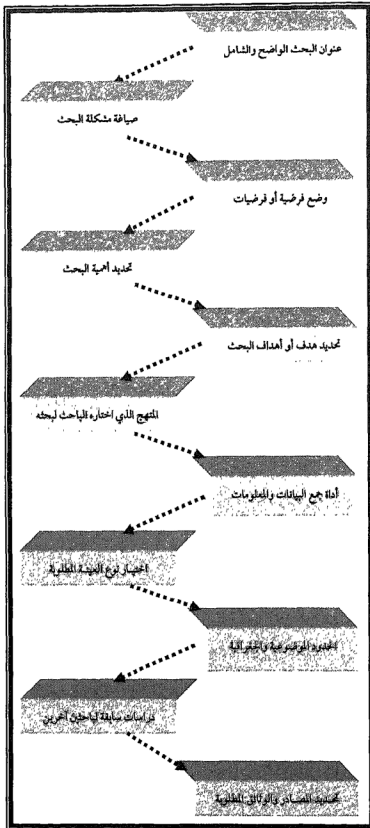 عنوان البحث الواضح والشامل
صياغة مشكلة البحث
وضع فرضية أو فرضيات
تحديد أهمية البحث
تحديد هدف أو أهداف البحث
المنهج الذي اختاره الباحث لبحثه
أداة جمع البيانات والمعلومات
اختيار نوع العينة المطلوبة
الحدود الموضوعية والجغرافية
دراسات سابقة لباحثين آخرين
تحديد المصادر والوثائق المطلوبة